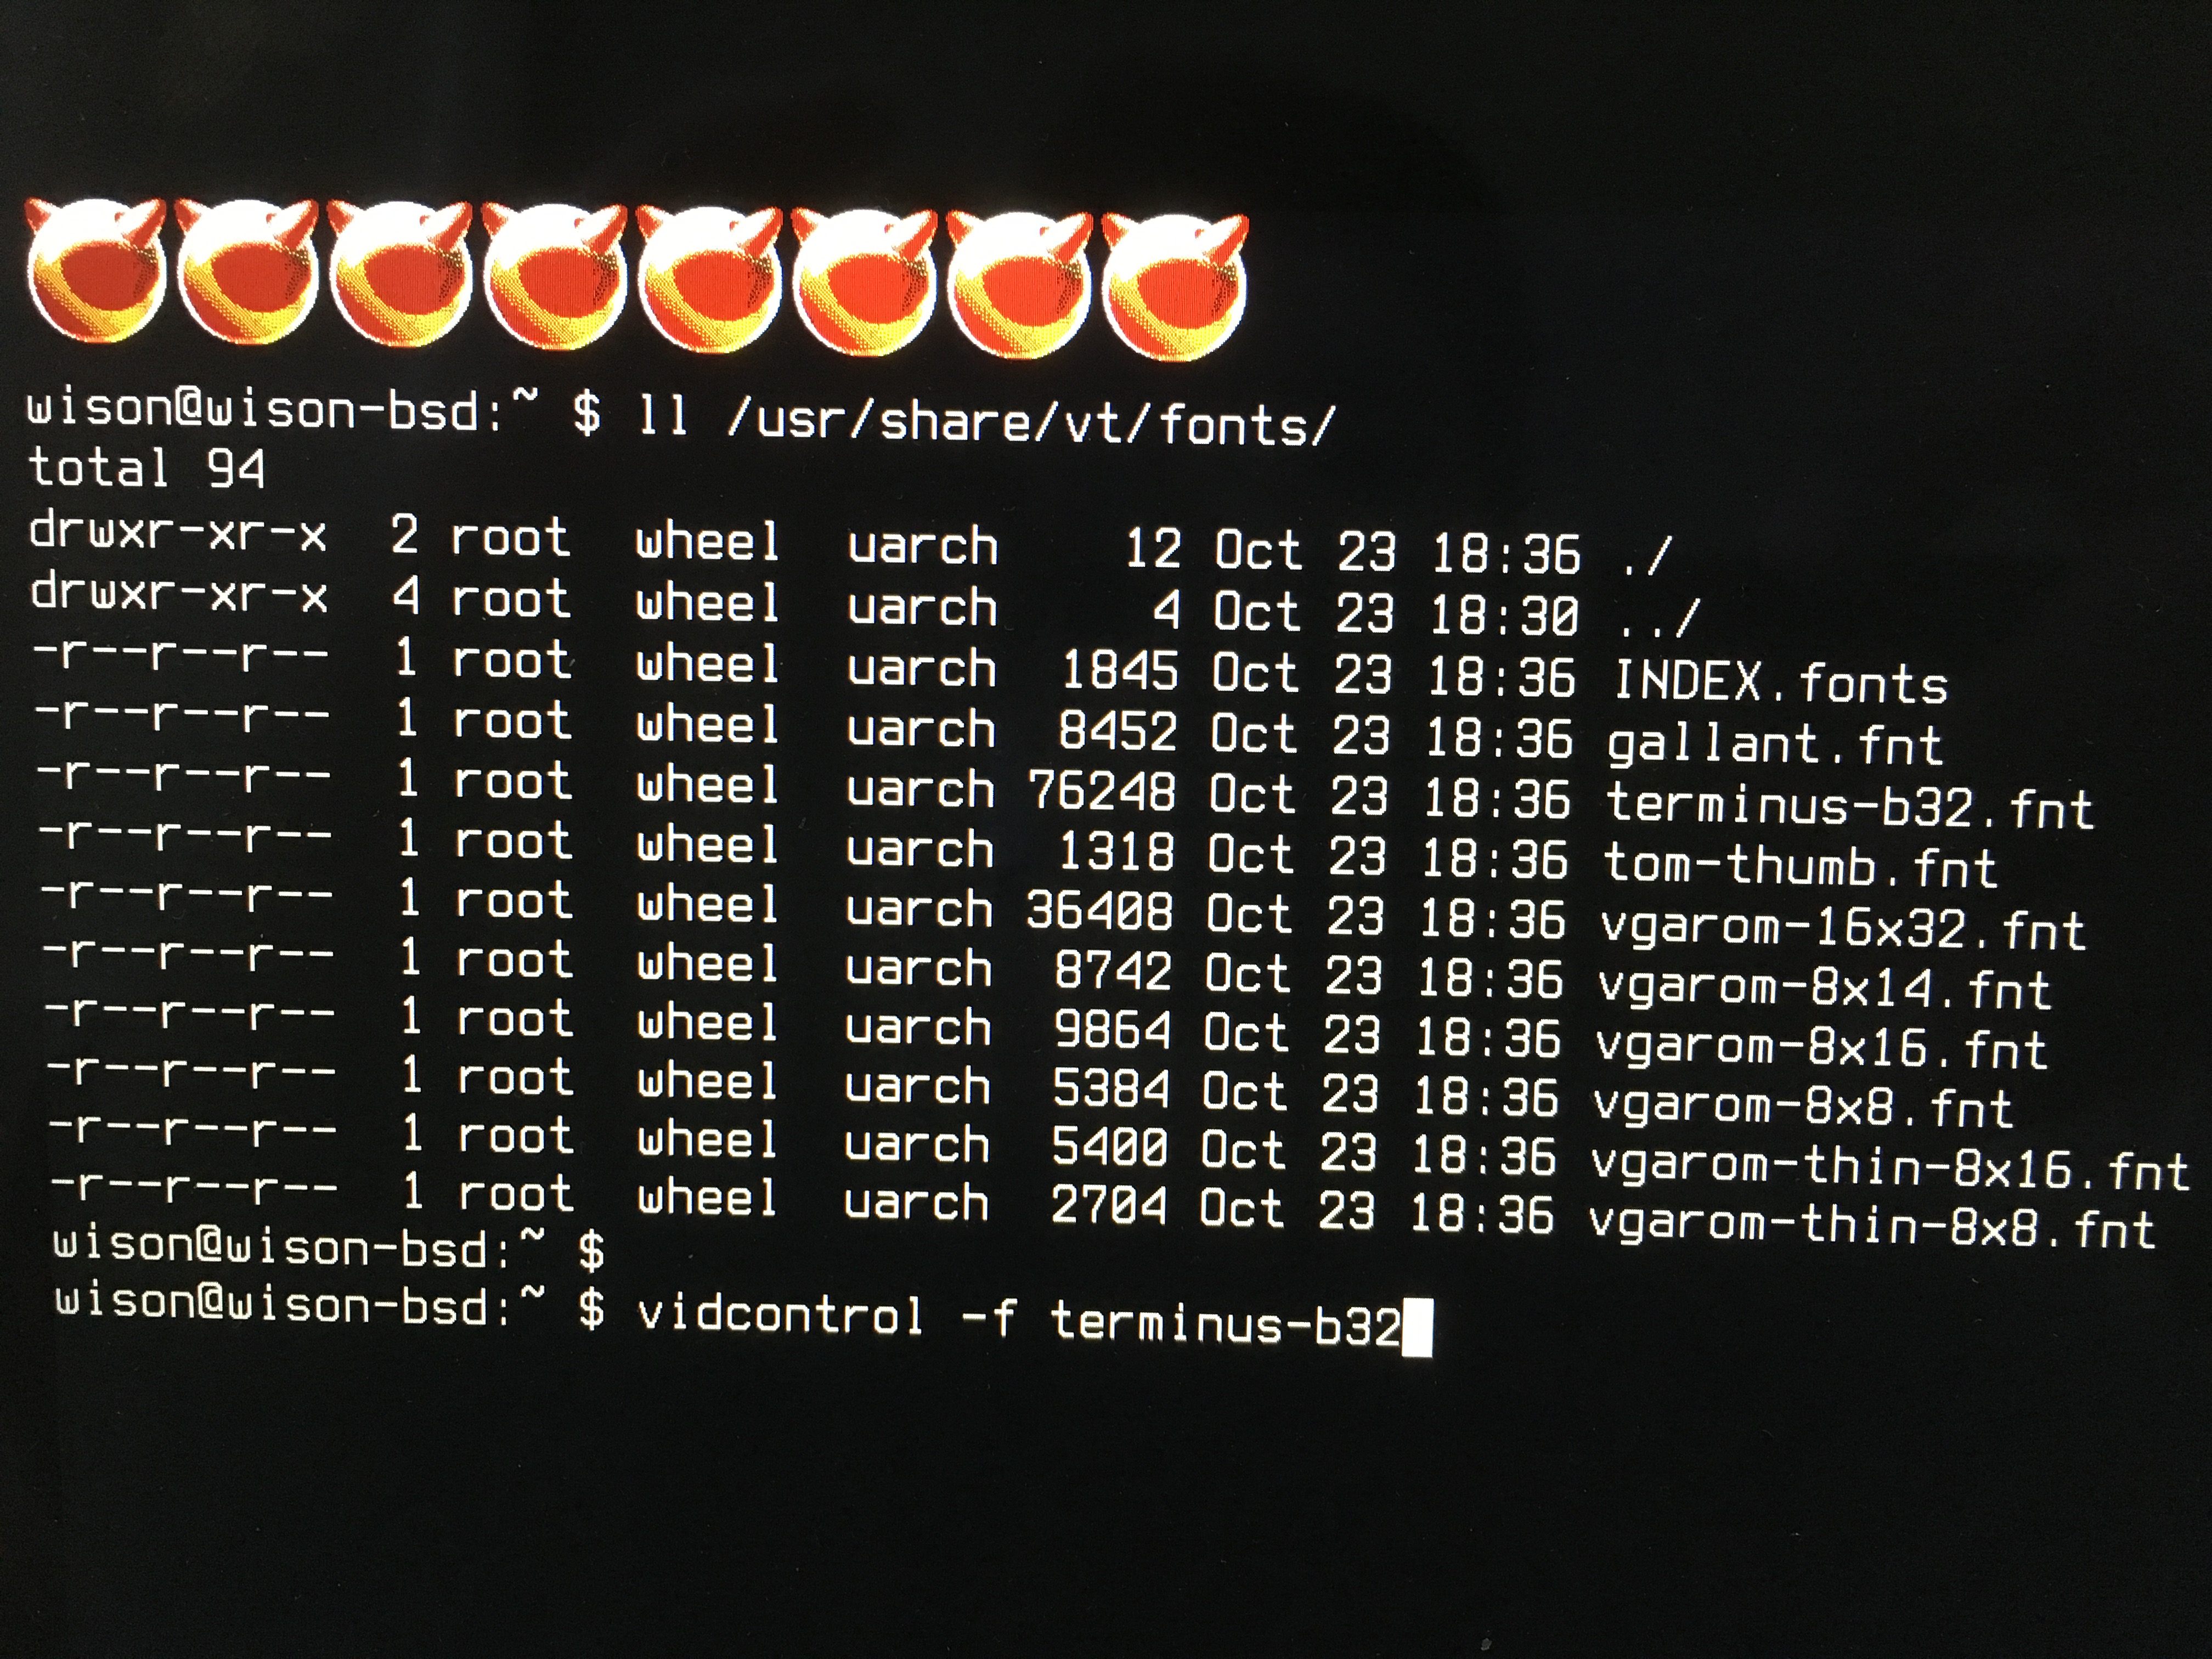 wison@wison-bsd:~ $ ll /usr/share/vt/fonts/
total 94
drwxr-xr-x  2 root  wheel  uarch    12 Oct 23 18:36 ./
drwxr-xr-x  4 root  wheel  uarch     4 Oct 23 18:30 ../
-r--r--r--  1 root  wheel  uarch  1845 Oct 23 18:36 INDEX.fonts
-r--r--r--  1 root  wheel  uarch  8452 Oct 23 18:36 gallant.fnt
-r--r--r--  1 root  wheel  uarch 76248 Oct 23 18:36 terminus-b32.fnt
-r--r--r--  1 root  wheel  uarch  1318 Oct 23 18:36 tom-thumb.fnt
-r--r--r--  1 root  wheel  uarch 36408 Oct 23 18:36 vgarom-16x32.fnt
-r--r--r--  1 root  wheel  uarch  8742 Oct 23 18:36 vgarom-8x14.fnt
-r--r--r--  1 root  wheel  uarch  9864 Oct 23 18:36 vgarom-8x16.fnt
-r--r--r--  1 root  wheel  uarch  5384 Oct 23 18:36 vgarom-8x8.fnt
-r--r--r--  1 root  wheel  uarch  5400 Oct 23 18:36 vgarom-thin-8x16.fnt
-r--r--r--  1 root  wheel  uarch  2704 Oct 23 18:36 vgarom-thin-8x8.fnt
wison@wison-bsd:~ $
wison@wison-bsd:~ $ vidcontrol -f terminus-b32